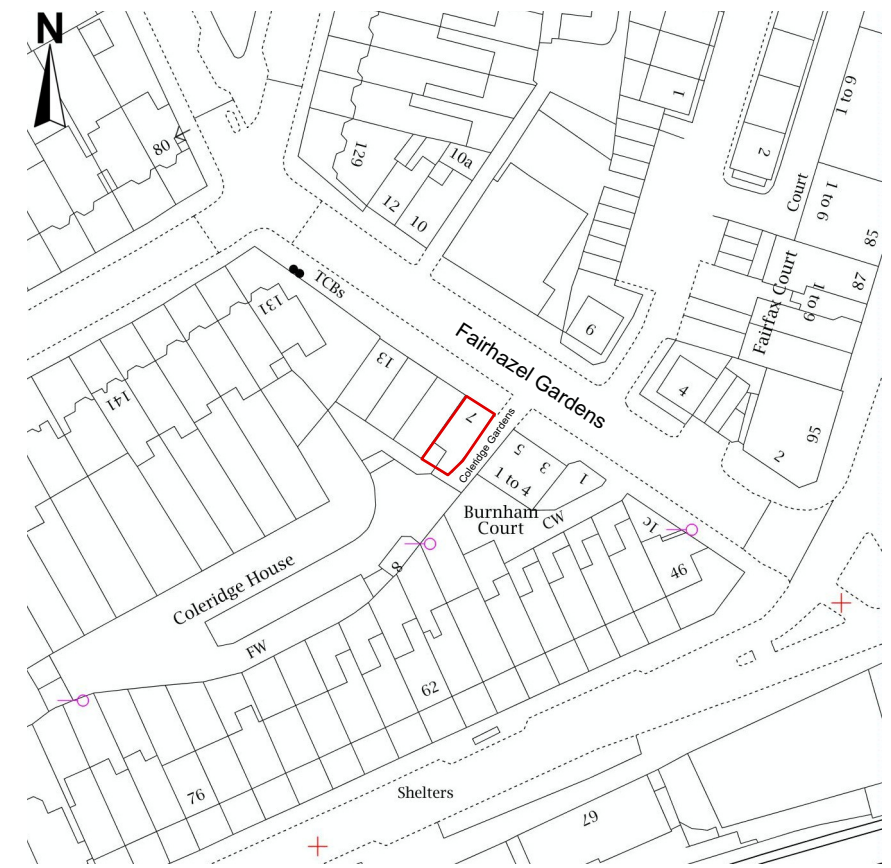 N
80
129
10a
12
10
1
2
1 to 9
1 to 6
Court
85
87
Fairfax Court
1 to 9
TCBs
131
141
13
Fairhazel Gardens
6
4
2
95
7
Coleridge Gardens
5
3
1
1 to 4
Burnham
Court
CW
1c
46
8
Coleridge House
FW
62
76
Shelters
67